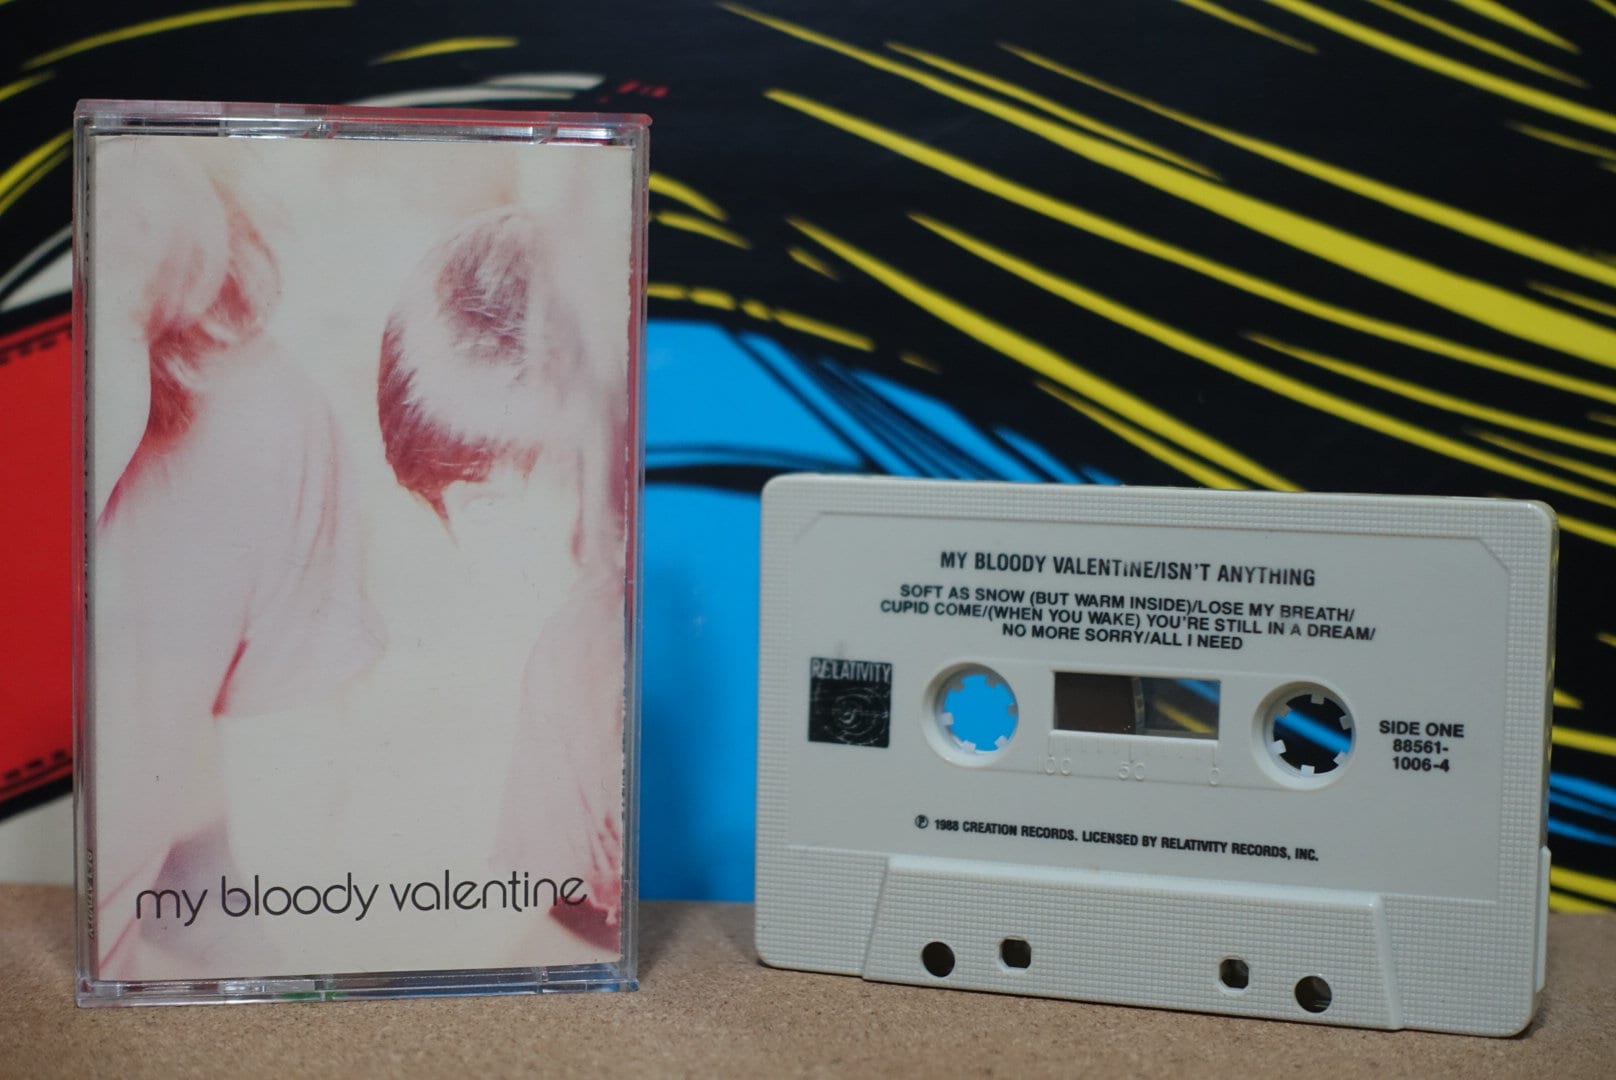 my bloody valentine
MY BLOODY VALENTINE/ISN'T ANYTHING
SOFT AS SNOW (BUT WARM INSIDE)/LOSE MY BREATH/
CUPID COME/(WHEN YOU WAKE) YOU'RE STILL IN A DREAM/
NO MORE SORRY/ALL I NEED
RELATIVITY
SIDE ONE
88561-
1006-4
100 50 0
℗ 1988 CREATION RECORDS. LICENSED BY RELATIVITY RECORDS, INC.